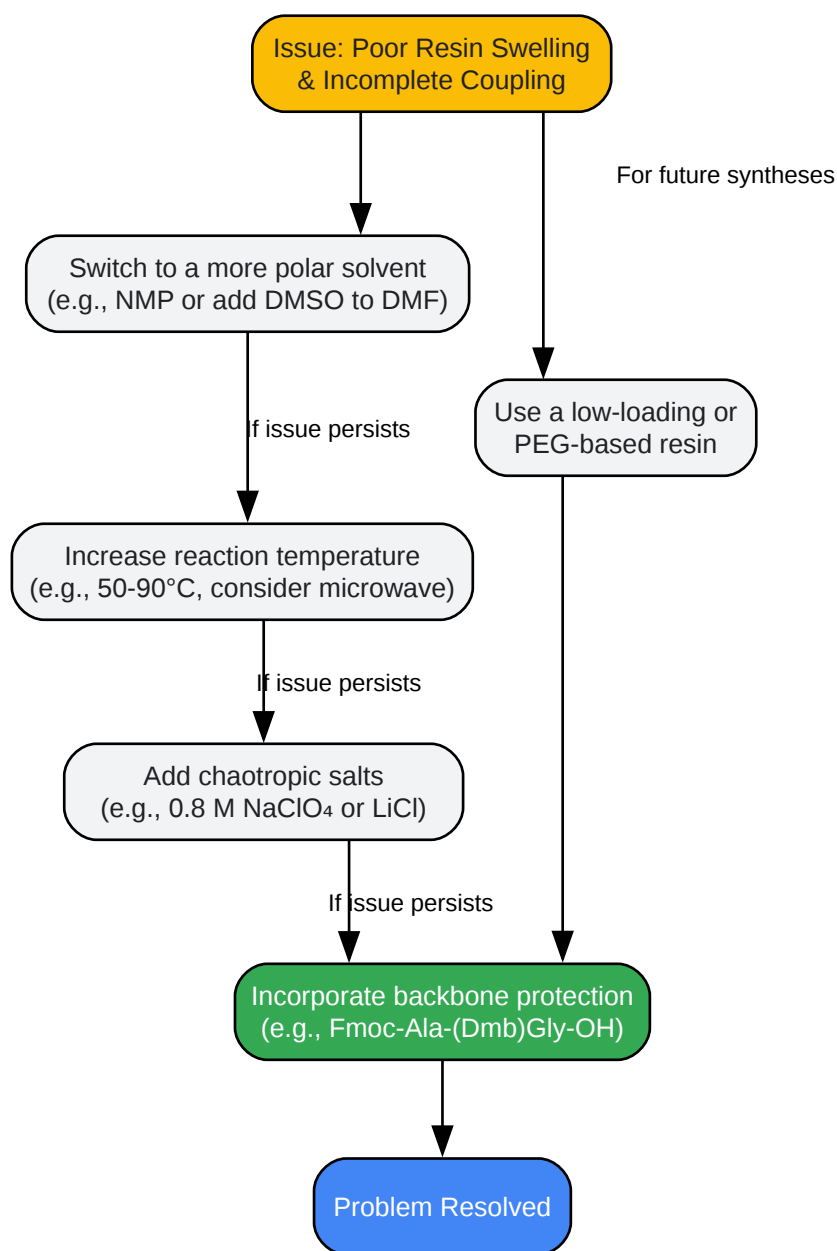 Issue: Poor Resin Swelling
& Incomplete Coupling
For future syntheses
Switch to a more polar solvent
(e.g., NMP or add DMSO to DMF)
Use a low-loading or
PEG-based resin
If issue persists
Increase reaction temperature
(e.g., 50-90°C, consider microwave)
If issue persists
Add chaotropic salts
(e.g., 0.8 M NaClO₄ or LiCl)
If issue persists
Incorporate backbone protection
(e.g., Fmoc-Ala-(Dmb)Gly-OH)
Problem Resolved